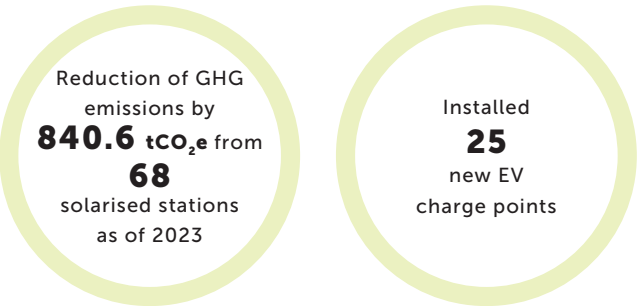 Reduction of GHG
emissions by
840.6 tCO₂e from
68
solarised stations
as of 2023
Installed
25
new EV
charge points